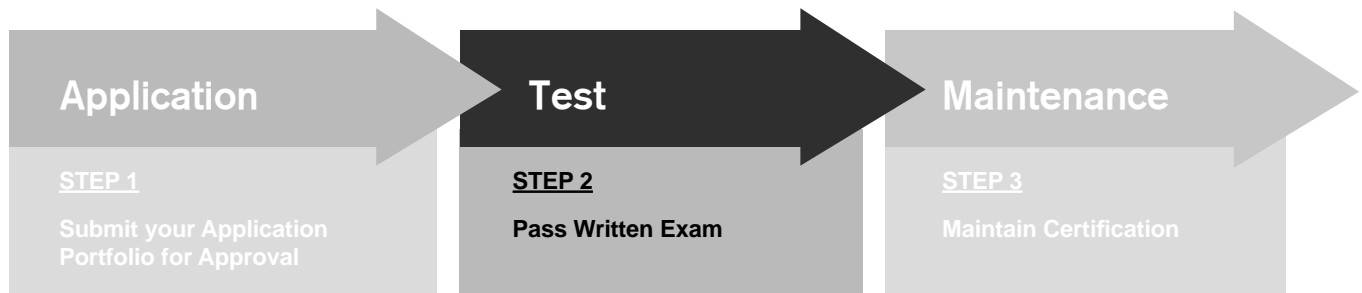 Application
STEP 1
Submit your Application
Portfolio for Approval
Test
STEP 2
Pass Written Exam
Maintenance
STEP 3
Maintain Certification